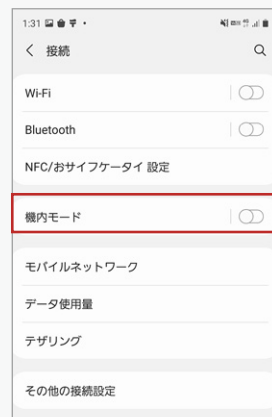 1:31
接続
Wi-Fi
Bluetooth
NFC/おサイフケータイ 設定
機内モード
モバイルネットワーク
データ使用量
テザリング
その他の接続設定